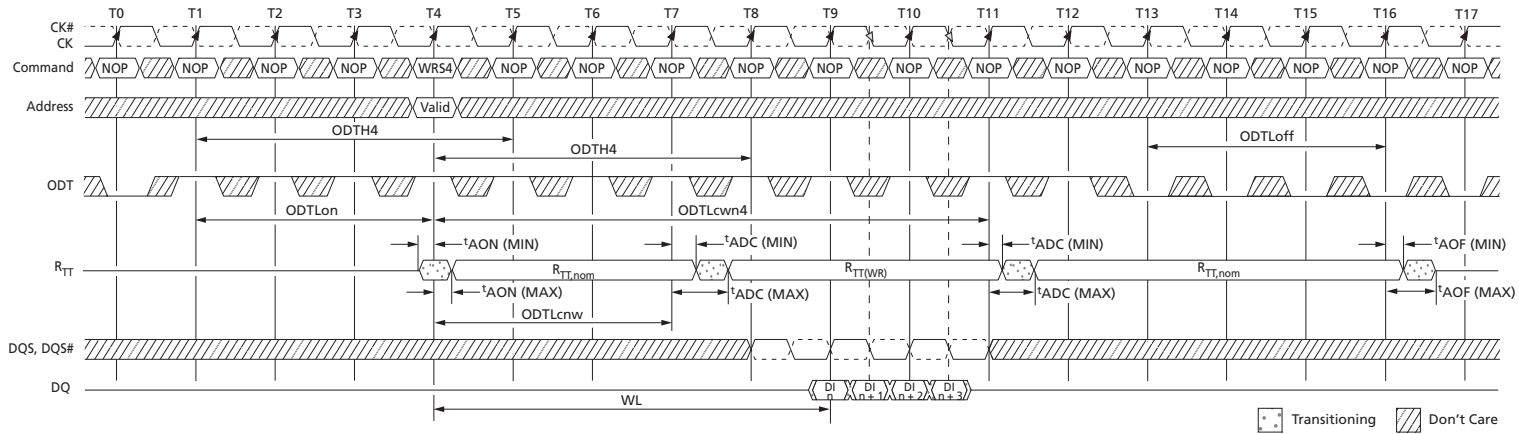 T0 T1 T2 T3 T4 T5 T6 T7 T8 T9 T10 T11 T12 T13 T14 T15 T16 T17
CK#
CK
Command NOP NOP NOP NOP WRS4 NOP NOP NOP NOP NOP NOP NOP NOP NOP NOP NOP NOP NOP
Address Valid
ODTH4 ODTLoff
ODTH4
ODT
ODTLon ODTLcwn4
tAON (MIN) tADC (MIN) tADC (MIN) tAOF (MIN)
RTT RTT,nom RTT(WR) RTT,nom
tAON (MAX) tADC (MAX) tADC (MAX) tAOF (MAX)
ODTLcnw
DQS, DQS#
DQ DI n DI n + 1 DI n + 2 DI n + 3
WL
Transitioning Don't Care